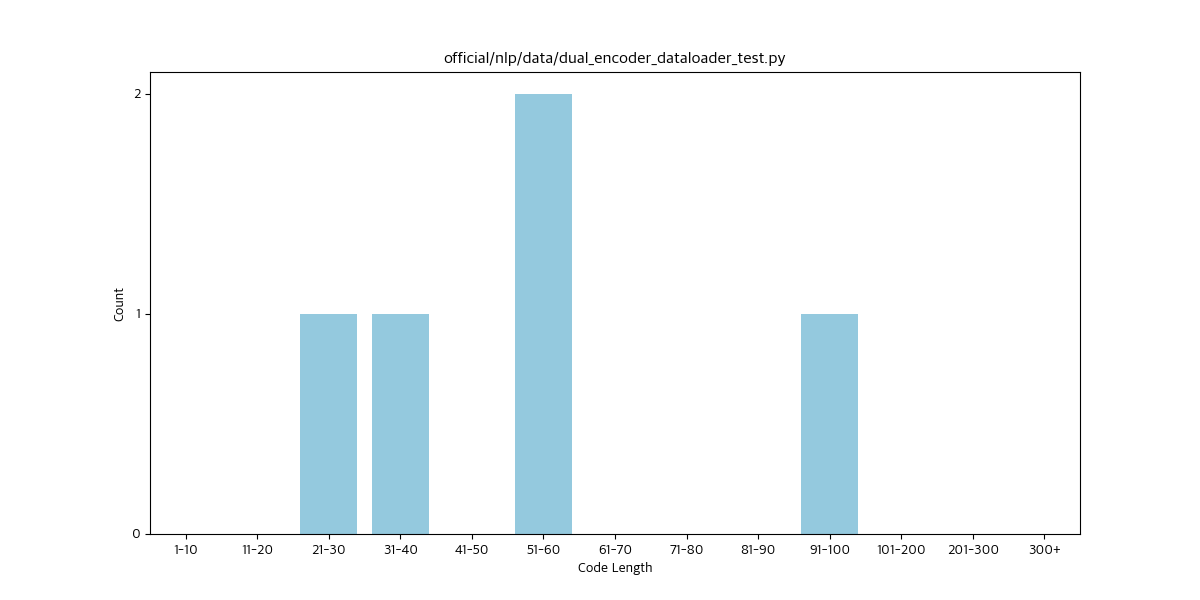 official/nlp/data/dual_encoder_dataloader_test.py
2
1
0
Count
1-10 11-20 21-30 31-40 41-50 51-60 61-70 71-80 81-90 91-100 101-200 201-300 300+
Code Length